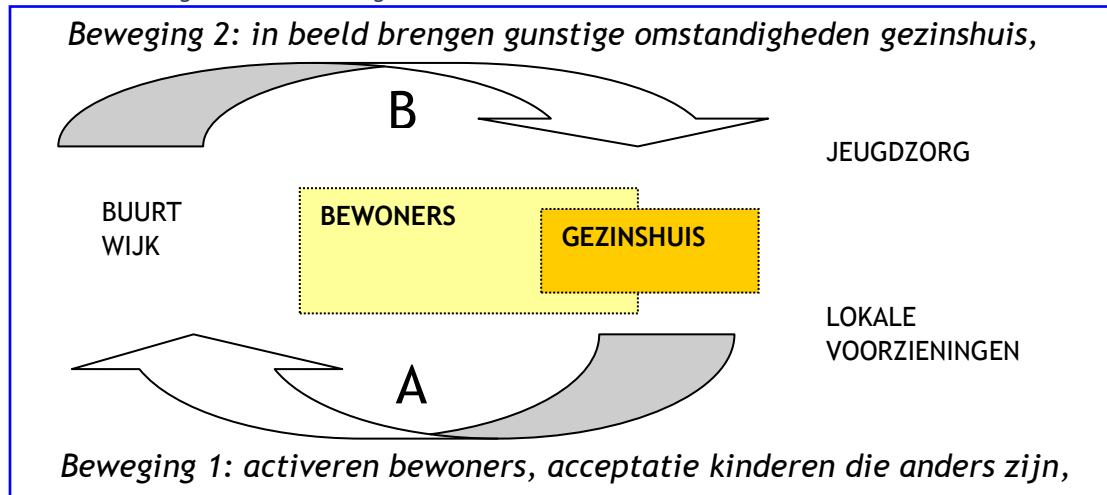 Beweging 2: in beeld brengen gunstige omstandigheden gezinshuis,
B
JEUGDZORG
BUURT
WIJK
BEWONERS
GEZINSHUIS
LOKALE
VOORZIENINGEN
A
Beweging 1: activeren bewoners, acceptatie kinderen die anders zijn,